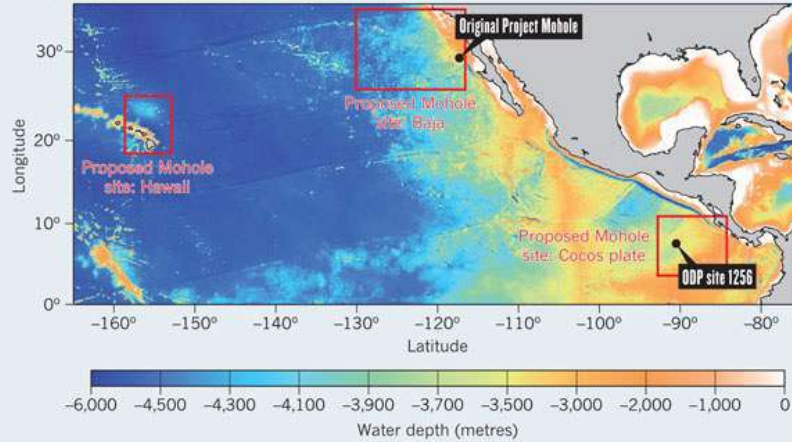 Original Project Mohole
30°
Proposed Mohole
site: Baja
Longitude
20°
Proposed Mohole
site: Hawaii
10°
Proposed Mohole
site: Cocos plate
ODP site 1256
0°
–160° –150° –140° –130° –120° –110° –100° –90° –80°
Latitude
–6,000 –4,500 –4,300 –4,100 –3,900 –3,700 –3,500 –3,000 –2,000 –1,000 0
Water depth (metres)